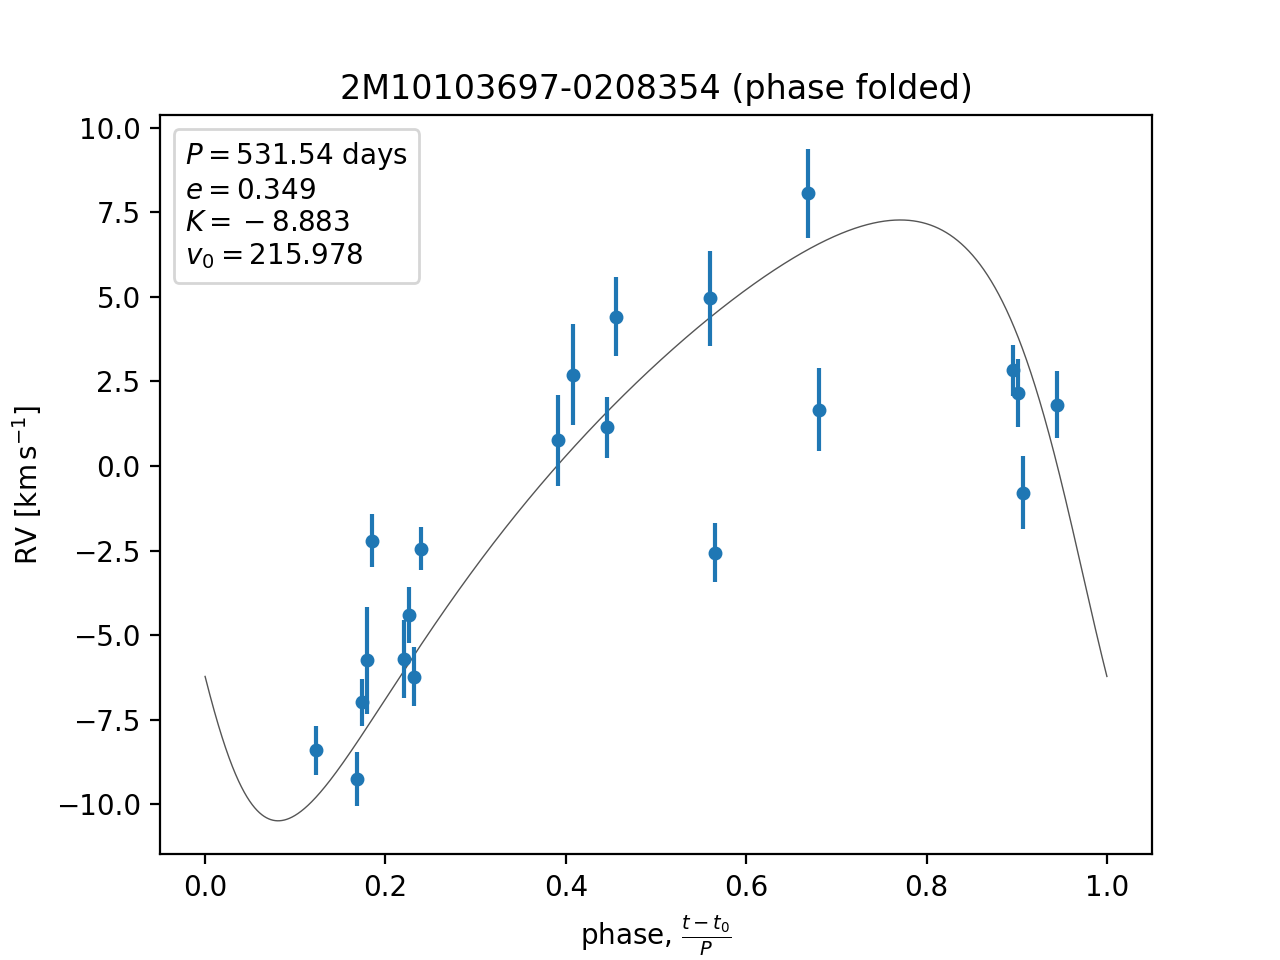 2M10103697-0208354 (phase folded)
P = 531.54 days
e = 0.349
K = −8.883
v₀ = 215.978
10.0
7.5
5.0
2.5
0.0
−2.5
−5.0
−7.5
−10.0
RV [km s⁻¹]
0.0 0.2 0.4 0.6 0.8 1.0
phase, (t − t₀)/P